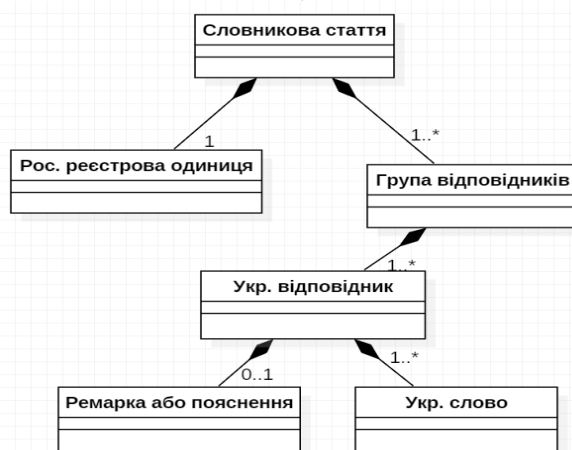 Словникова стаття
1
1..*
Рос. реєстрова одиниця
Група відповідників
1..*
Укр. відповідник
0..1
1..*
Ремарка або пояснення
Укр. слово